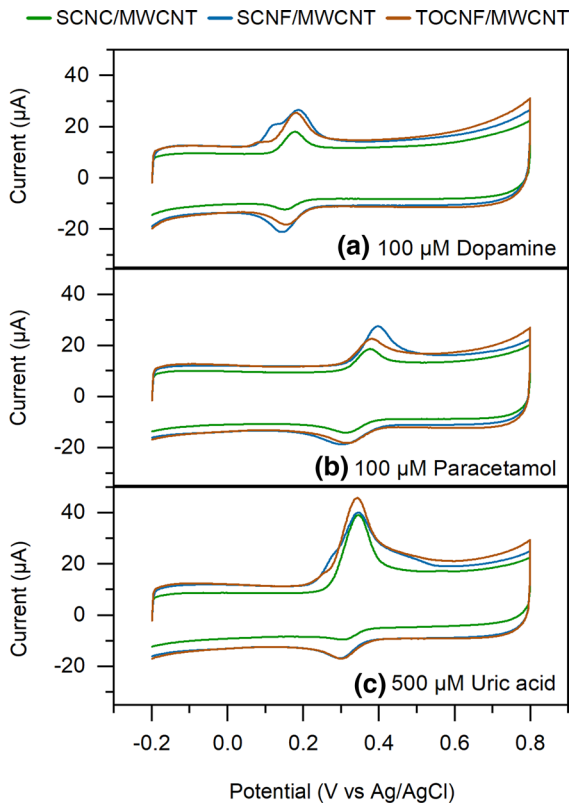 SCNC/MWCNT SCNF/MWCNT TOCNF/MWCNT
40
20
0
-20
Current (µA)
(a) 100 µM Dopamine
40
20
0
-20
Current (µA)
(b) 100 µM Paracetamol
40
20
0
-20
Current (µA)
(c) 500 µM Uric acid
-0.2 0.0 0.2 0.4 0.6 0.8
Potential (V vs Ag/AgCl)